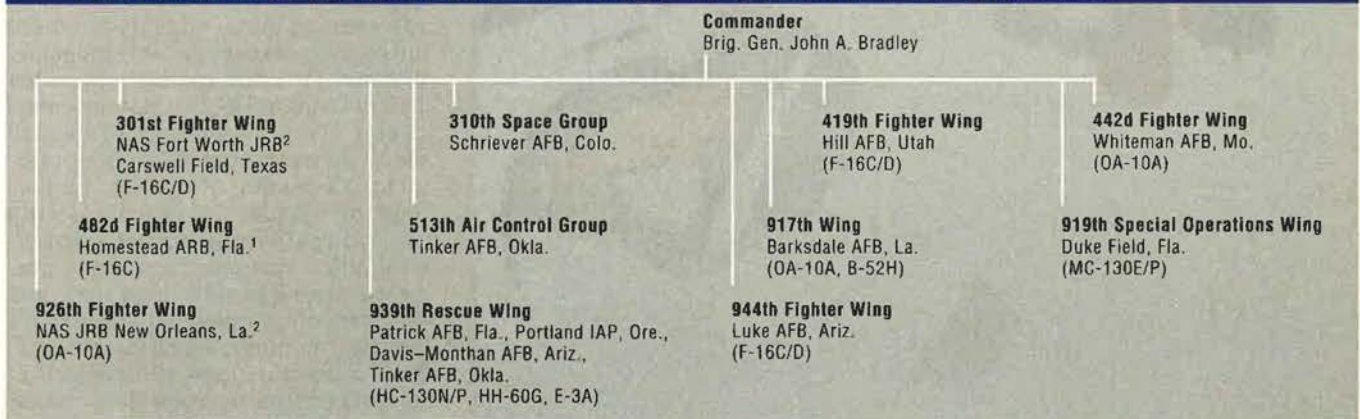 Commander
Brig. Gen. John A. Bradley
301st Fighter Wing
NAS Fort Worth JRB²
Carswell Field, Texas
(F-16C/D)
310th Space Group
Schriever AFB, Colo.
419th Fighter Wing
Hill AFB, Utah
(F-16C/D)
442d Fighter Wing
Whiteman AFB, Mo.
(OA-10A)
482d Fighter Wing
Homestead ARB, Fla.¹
(F-16C)
513th Air Control Group
Tinker AFB, Okla.
917th Wing
Barksdale AFB, La.
(OA-10A, B-52H)
919th Special Operations Wing
Duke Field, Fla.
(MC-130E/P)
926th Fighter Wing
NAS JRB New Orleans, La.²
(OA-10A)
939th Rescue Wing
Patrick AFB, Fla., Portland IAP, Ore.,
Davis–Monthan AFB, Ariz.,
Tinker AFB, Okla.
(HC-130N/P, HH-60G, E-3A)
944th Fighter Wing
Luke AFB, Ariz.
(F-16C/D)